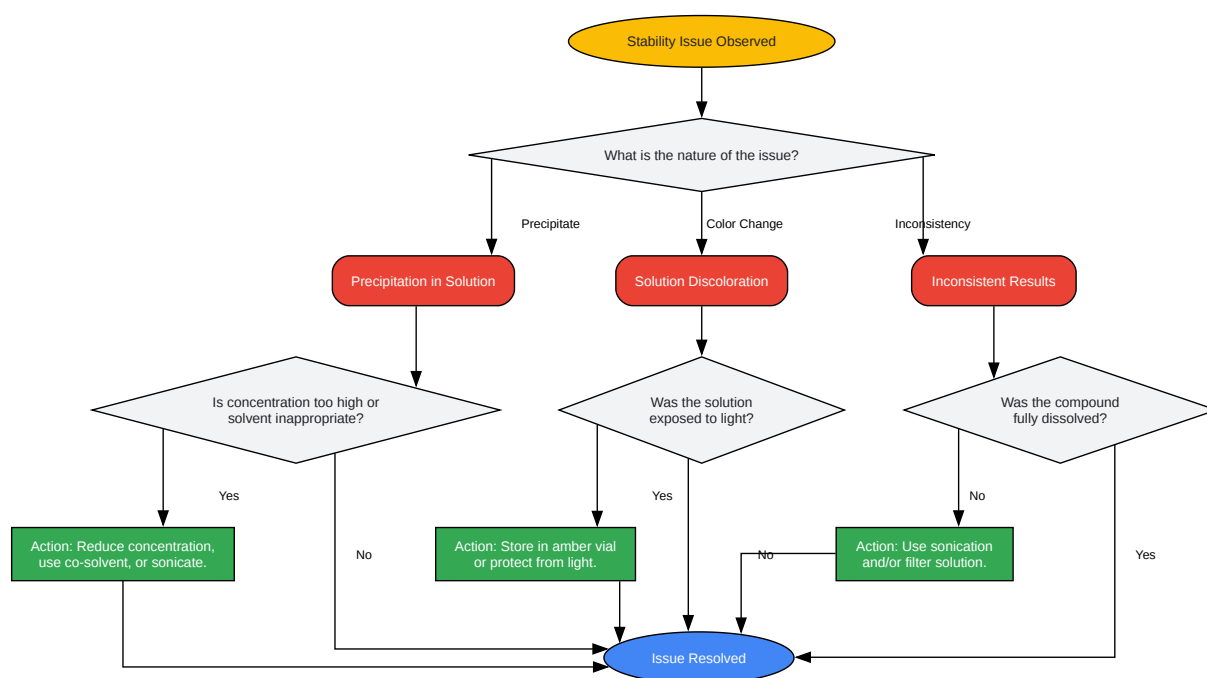 Stability Issue Observed
What is the nature of the issue?
Precipitate
Color Change
Inconsistency
Precipitation in Solution
Solution Discoloration
Inconsistent Results
Is concentration too high or
solvent inappropriate?
Was the solution
exposed to light?
Was the compound
fully dissolved?
Yes
Yes
No
Action: Reduce concentration,
use co-solvent, or sonicate.
No
Action: Store in amber vial
or protect from light.
No
Action: Use sonication
and/or filter solution.
Yes
Issue Resolved